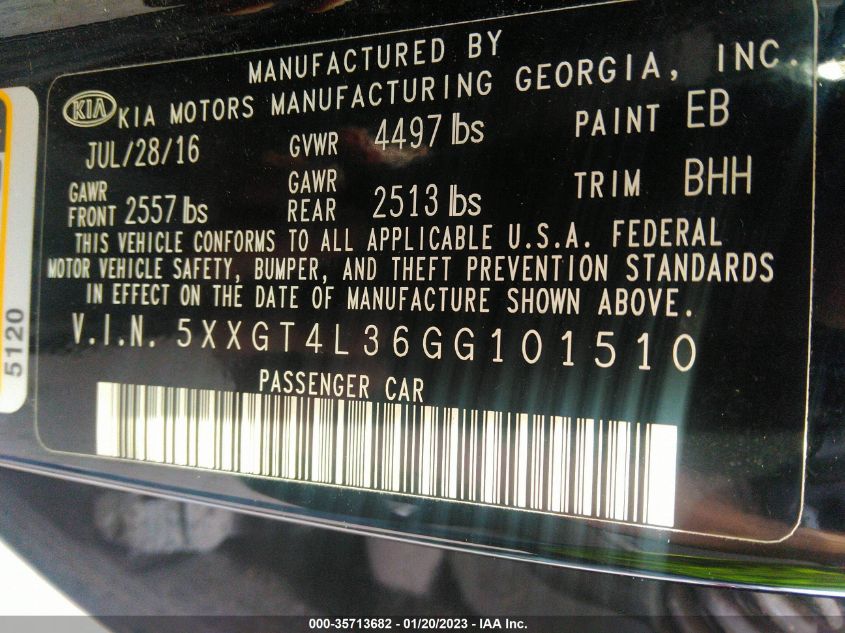 MANUFACTURED BY
KIA KIA MOTORS MANUFACTURING GEORGIA, INC.
JUL/28/16 GVWR 4497 lbs PAINT EB
GAWR FRONT 2557 lbs GAWR REAR 2513 lbs TRIM BHH
THIS VEHICLE CONFORMS TO ALL APPLICABLE U.S.A. FEDERAL
MOTOR VEHICLE SAFETY, BUMPER, AND THEFT PREVENTION STANDARDS
IN EFFECT ON THE DATE OF MANUFACTURE SHOWN ABOVE.
V.I.N. 5XXGT4L36GG101510
PASSENGER CAR
5120
000-35713682 - 01/20/2023 - IAA Inc.